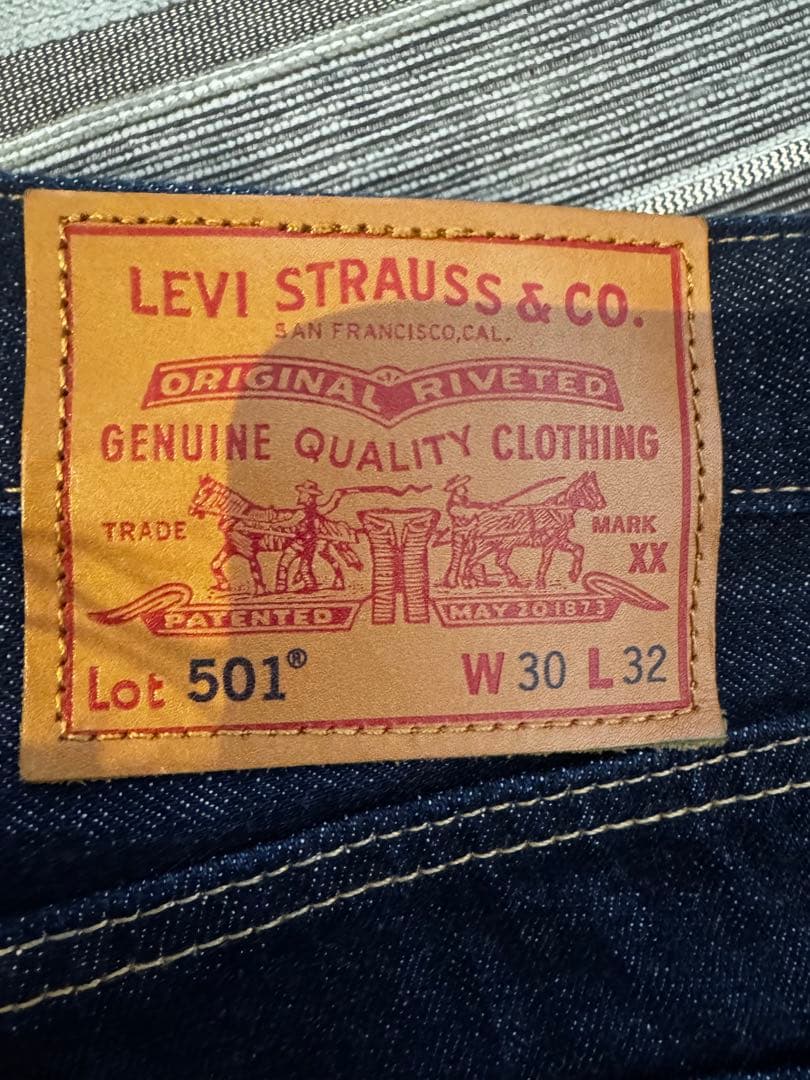 LEVI STRAUSS & CO.
SAN FRANCISCO, CAL.
ORIGINAL RIVETED
GENUINE QUALITY CLOTHING
TRADE MARK
XX
PATENTED MAY 20 1873
Lot 501® W 30 L 32